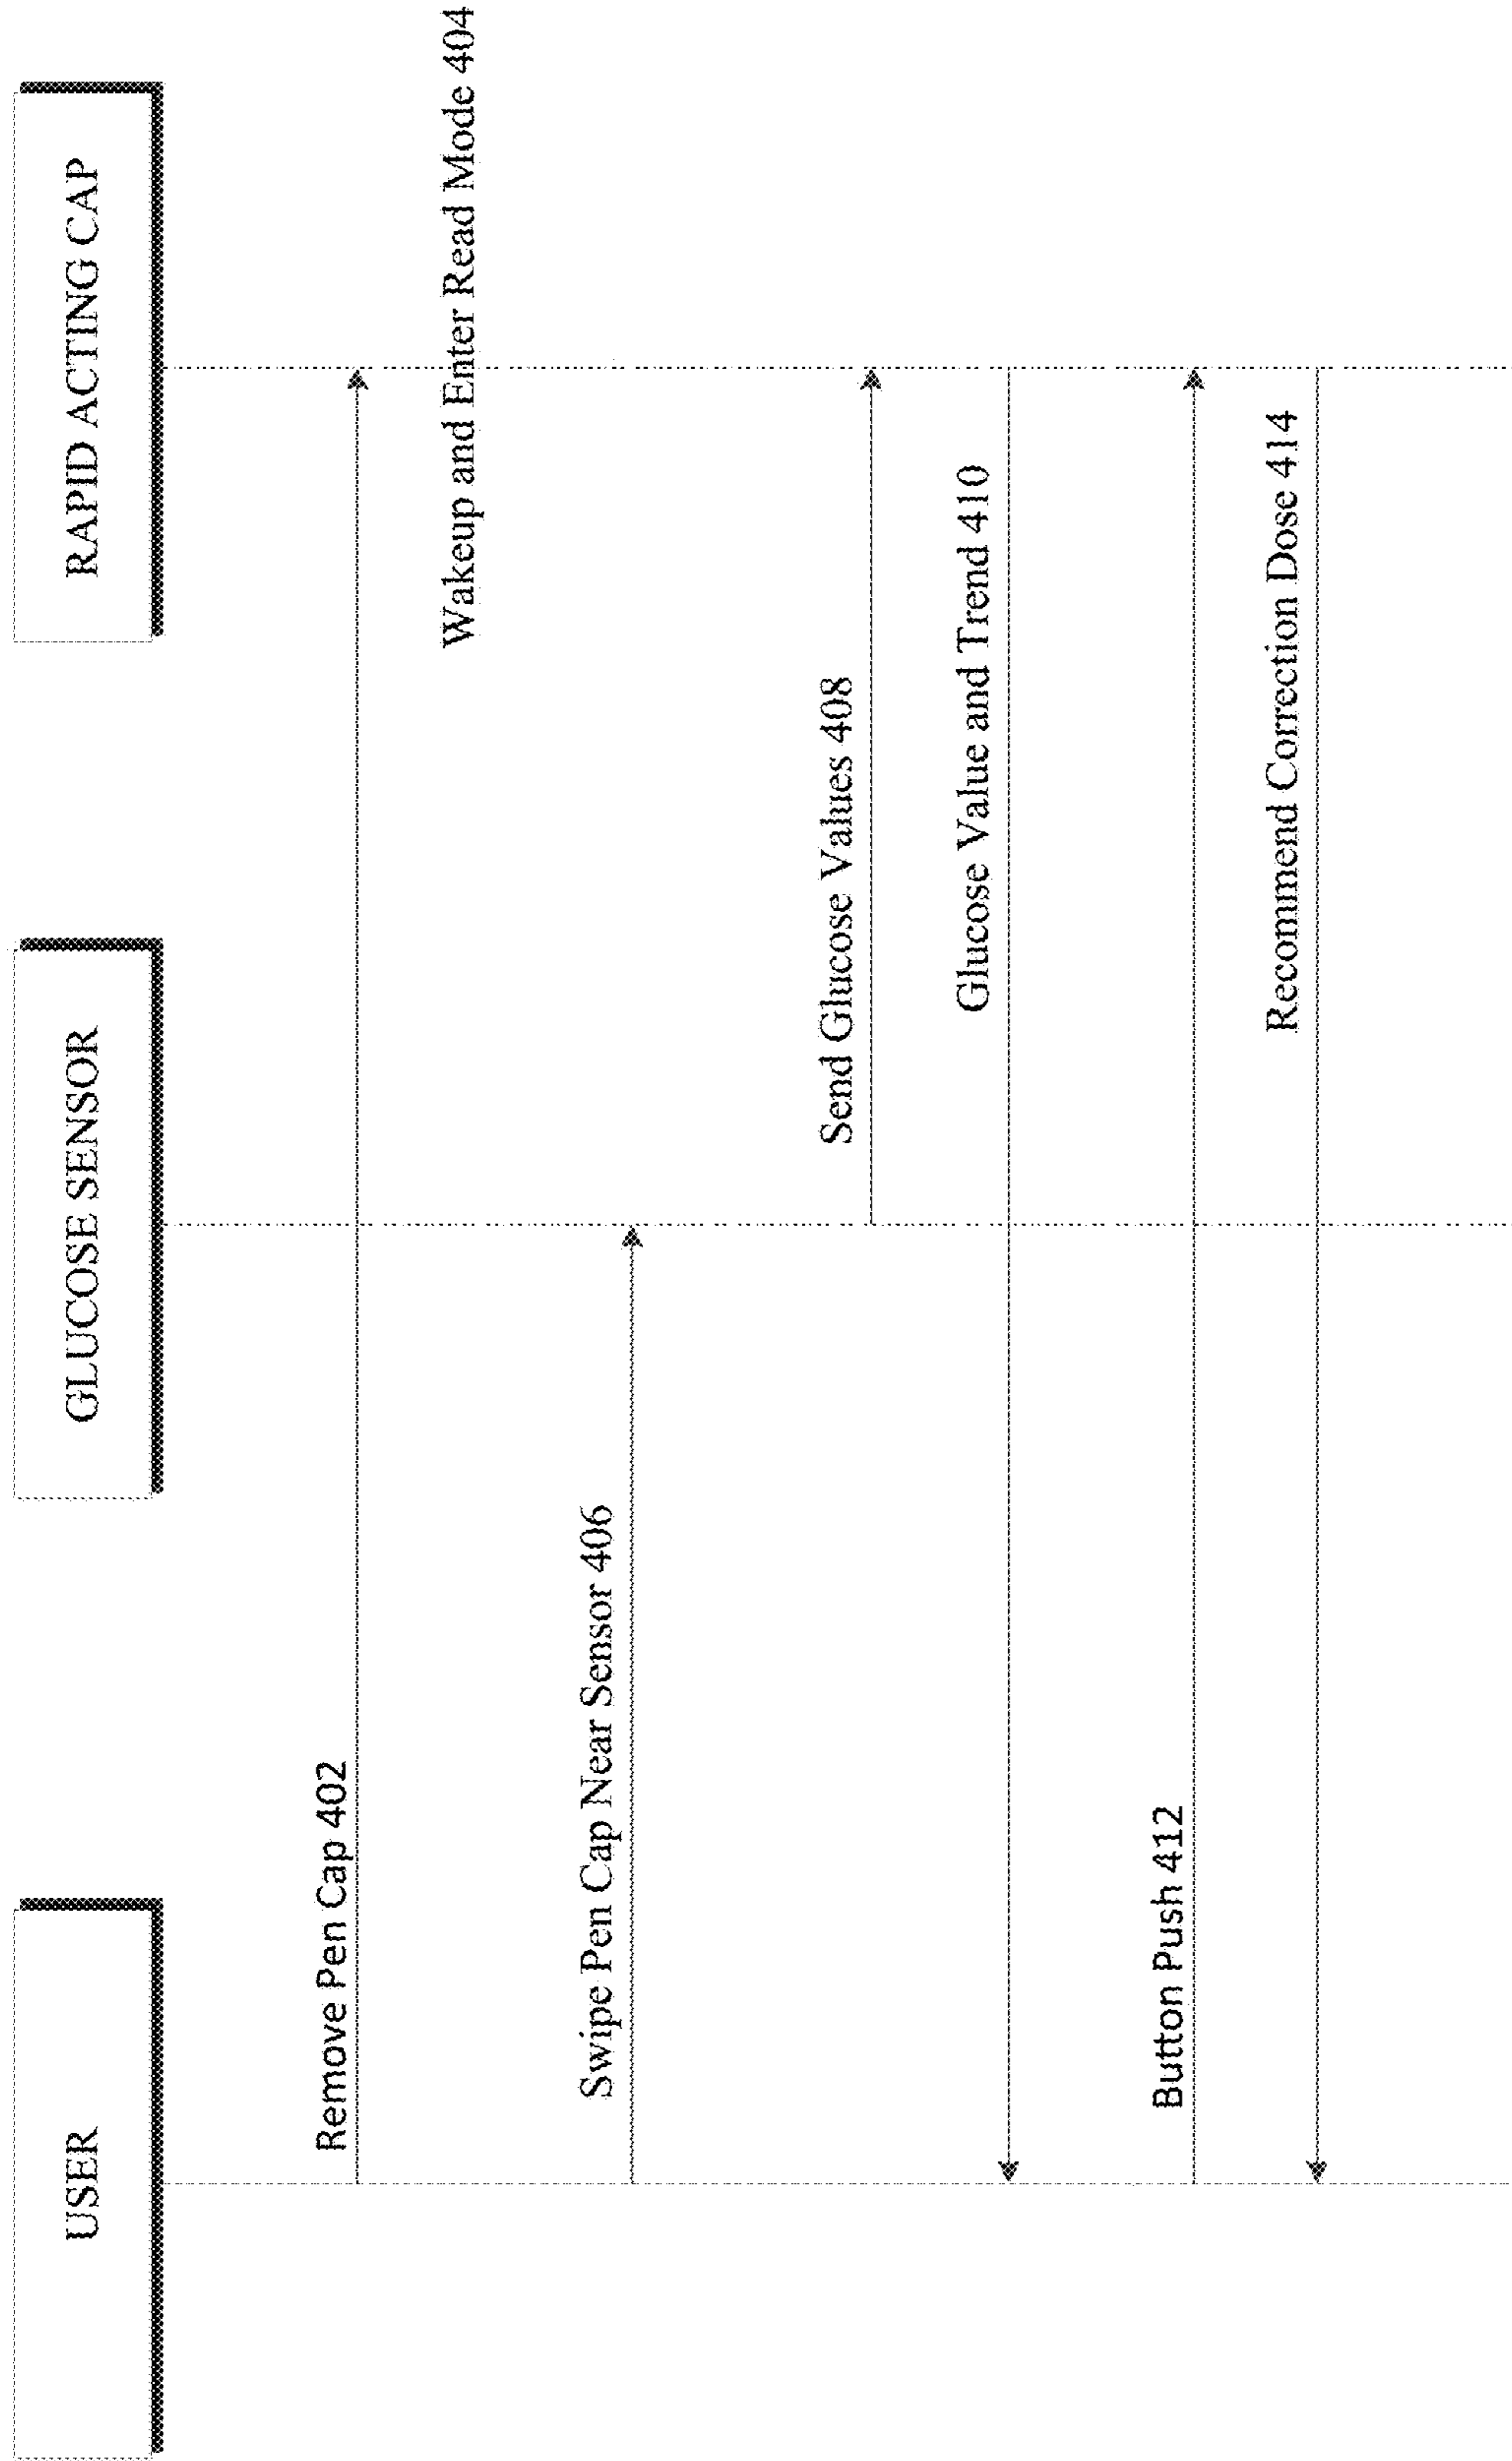 USER
GLUCOSE SENSOR
RAPID ACTING CAP
Remove Pen Cap 402
Wakeup and Enter Read Mode 404
Swipe Pen Cap Near Sensor 406
Send Glucose Values 408
Glucose Value and Trend 410
Button Push 412
Recommend Correction Dose 414